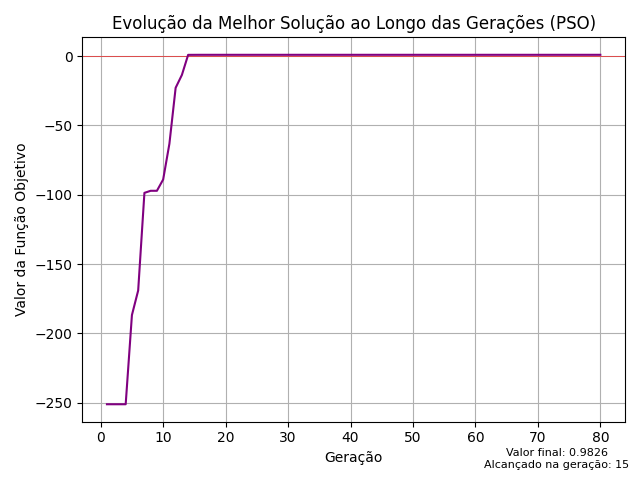 Evolução da Melhor Solução ao Longo das Gerações (PSO)
Valor da Função Objetivo
0
−50
−100
−150
−200
−250
0 10 20 30 40 50 60 70 80
Geração
Valor final: 0.9826
Alcançado na geração: 15